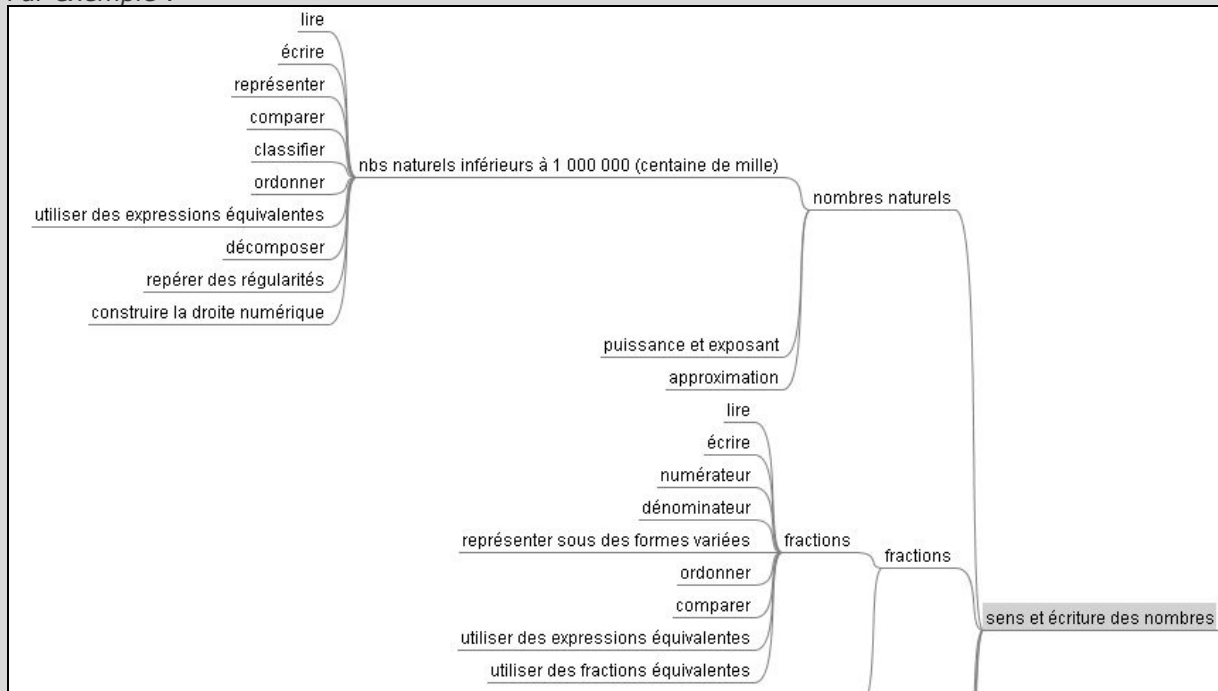 Par exemple :
lire
écrire
représenter
comparer
classifier
ordonner
utiliser des expressions équivalentes
décomposer
repérer des régularités
construire la droite numérique
nbs naturels inférieurs à 1 000 000 (centaine de mille)
nombres naturels
puissance et exposant
approximation
lire
écrire
numérateur
dénominateur
représenter sous des formes variées
ordonner
comparer
utiliser des expressions équivalentes
utiliser des fractions équivalentes
fractions
fractions
sens et écriture des nombres